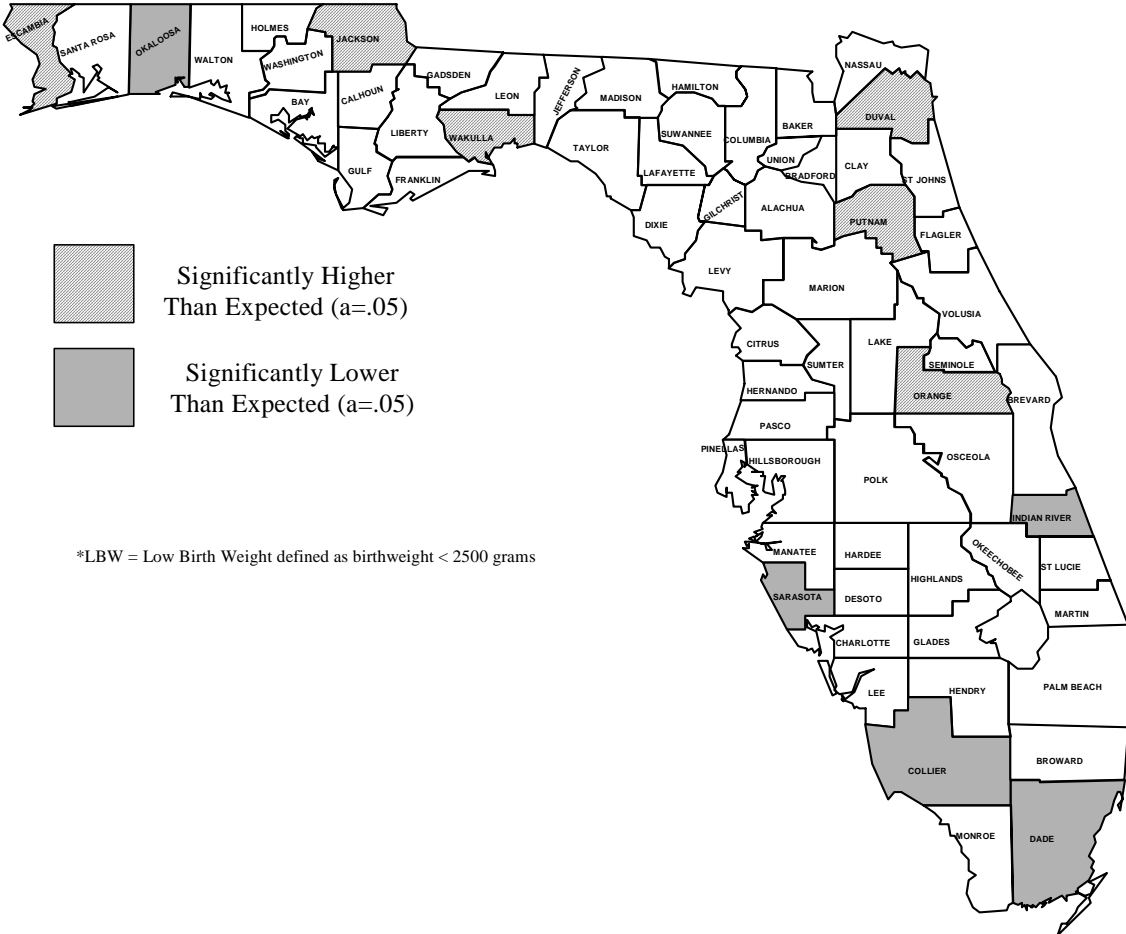 ESCAMBIA
SANTA ROSA
OKALOOSA
WALTON
HOLMES
WASHINGTON
JACKSON
BAY
CALHOUN
GULF
GADSDEN
LIBERTY
FRANKLIN
LEON
WAKULLA
JEFFERSON
MADISON
TAYLOR
HAMILTON
SUWANNEE
LAFAYETTE
COLUMBIA
BAKER
NASSAU
DUVAL
UNION
BRADFORD
CLAY
ST JOHNS
GILCHRIST
ALACHUA
PUTNAM
FLAGLER
DIXIE
LEVY
MARION
VOLUSIA
Significantly Higher
Than Expected (a=.05)
Significantly Lower
Than Expected (a=.05)
CITRUS
SUMTER
LAKE
SEMINOLE
HERNANDO
ORANGE
BREVARD
PASCO
PINELLAS
HILLSBOROUGH
POLK
OSCEOLA
INDIAN RIVER
*LBW = Low Birth Weight defined as birthweight < 2500 grams
MANATEE
HARDEE
HIGHLANDS
OKEECHOBEE
ST LUCIE
SARASOTA
DESOTO
MARTIN
CHARLOTTE
GLADES
LEE
HENDRY
PALM BEACH
COLLIER
BROWARD
MONROE
DADE